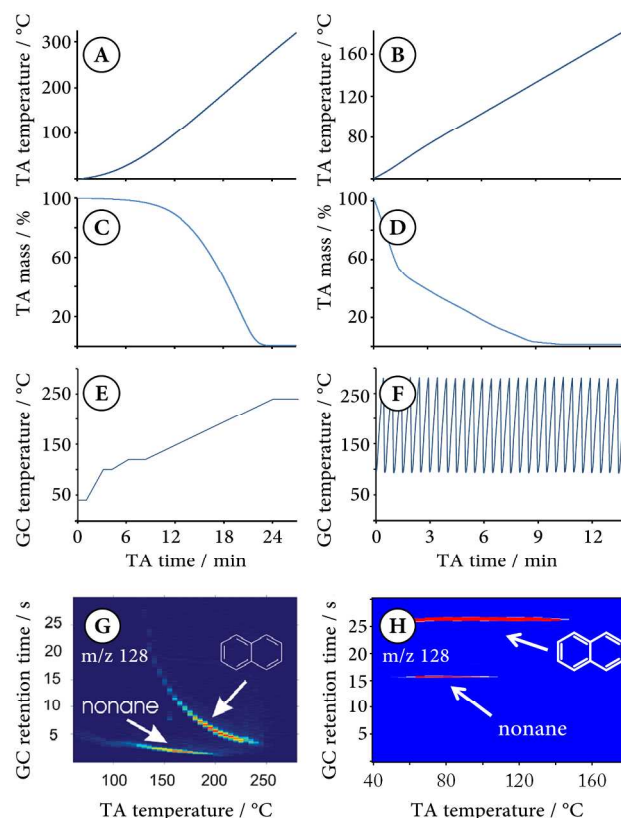 TA temperature / °C
300
200
100
A
TA temperature / °C
160
120
80
B
TA mass / %
100
60
20
C
TA mass / %
100
60
20
D
GC temperature / °C
250
150
50
E
0 6 12 18 24
TA time / min
GC temperature / °C
250
150
50
F
0 3 6 9 12
TA time / min
GC retention time / s
25
20
15
10
5
G
m/z 128
nonane
100 150 200 250
TA temperature / °C
GC retention time / s
25
20
15
10
5
0
H
m/z 128
nonane
40 80 120 160
TA temperature / °C